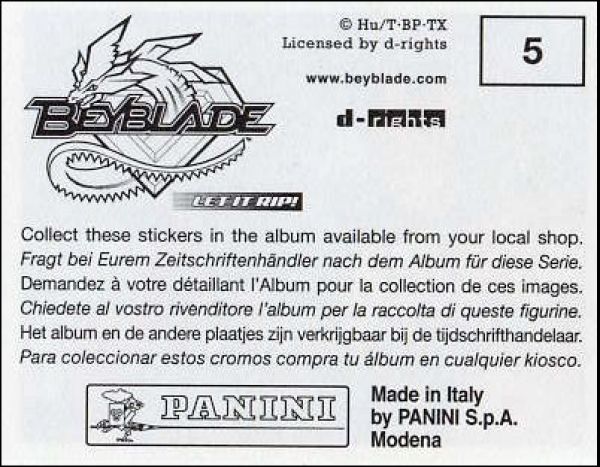 © Hu/T·BP·TX
Licensed by d-rights
5
www.beyblade.com
BEYBLADE
d-rights
LET IT RIP!
Collect these stickers in the album available from your local shop.
Fragt bei Eurem Zeitschriftenhändler nach dem Album für diese Serie.
Demandez à votre détaillant l'Album pour la collection de ces images.
Chiedete al vostro rivenditore l'album per la raccolta di queste figurine.
Het album en de andere plaatjes zijn verkrijgbaar bij de tijdschrifthandelaar.
Para coleccionar estos cromos compra tu álbum en cualquier kiosco.
PANINI
Made in Italy
by PANINI S.p.A.
Modena